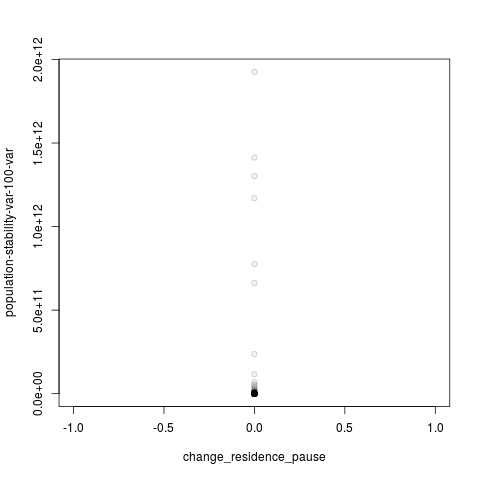 2.0e+12
1.5e+12
1.0e+12
5.0e+11
0.0e+00
population-stability-var-100-var
-1.0
-0.5
0.0
0.5
1.0
change_residence_pause